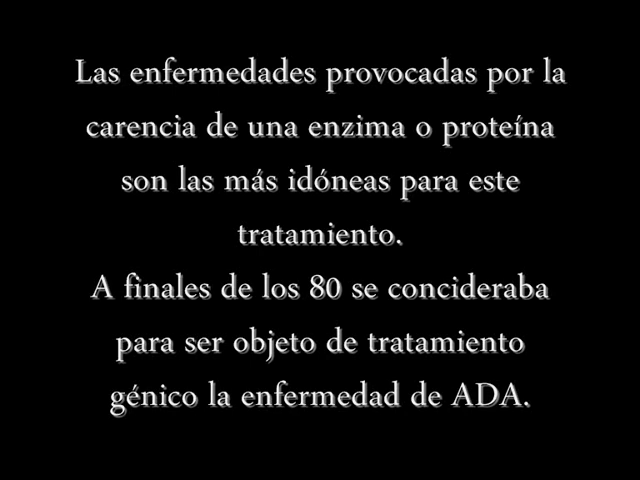 Las enfermedades provocadas por la
carencia de una enzima o proteína
son las más idóneas para este
tratamiento.
A finales de los 80 se concideraba
para ser objeto de tratamiento
génico la enfermedad de ADA.